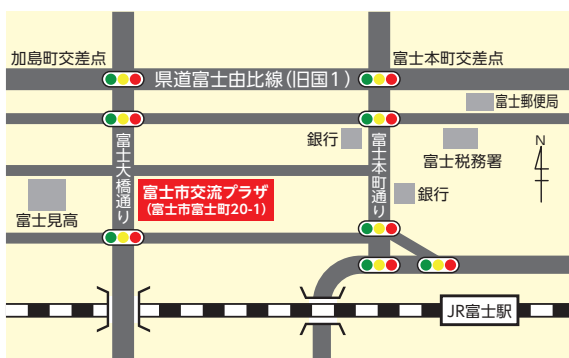 加島町交差点
富士本町交差点
県道富士由比線(旧国1)
富士郵便局
銀行
富士税務署
N
富士大橋通り
富士本町通り
富士市交流プラザ
(富士市富士町20-1)
銀行
富士見高
JR富士駅